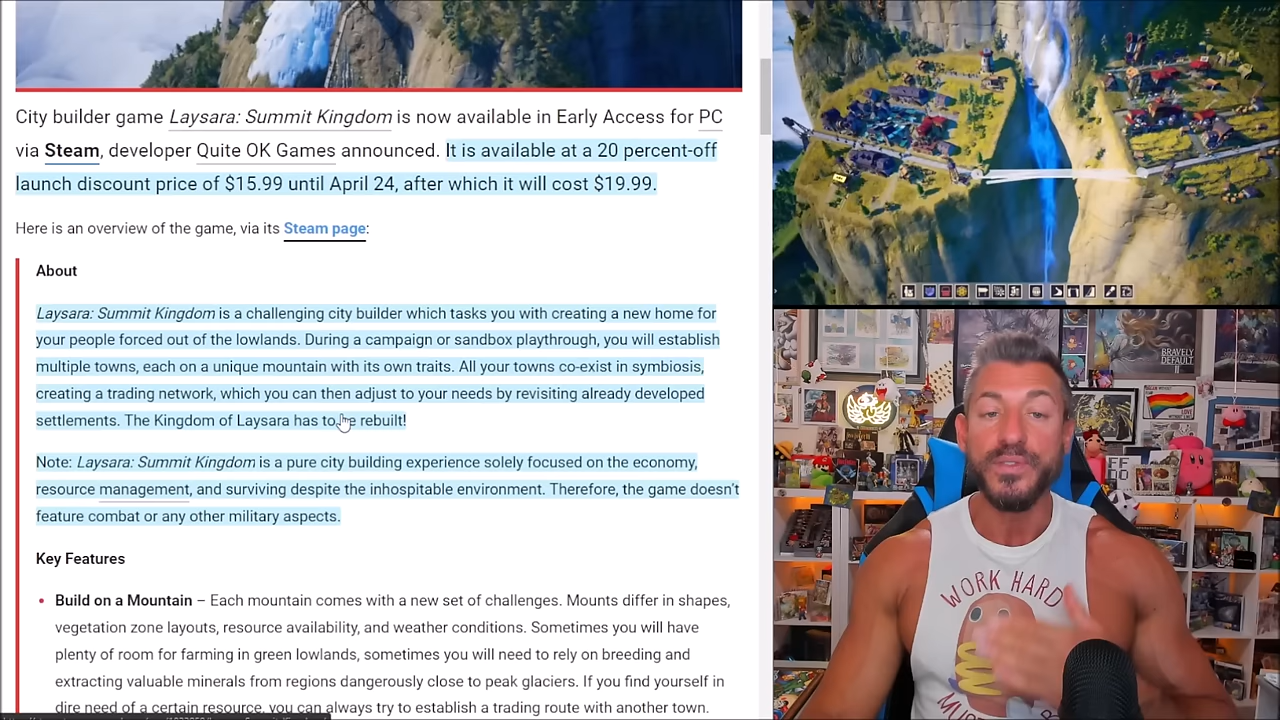 City builder game Laysara: Summit Kingdom is now available in Early Access for PC
via Steam, developer Quite OK Games announced. It is available at a 20 percent-off
launch discount price of $15.99 until April 24, after which it will cost $19.99.
Here is an overview of the game, via its Steam page:
About
Laysara: Summit Kingdom is a challenging city builder which tasks you with creating a new home for
your people forced out of the lowlands. During a campaign or sandbox playthrough, you will establish
multiple towns, each on a unique mountain with its own traits. All your towns co-exist in symbiosis,
creating a trading network, which you can then adjust to your needs by revisiting already developed
settlements. The Kingdom of Laysara has to be rebuilt!
Note: Laysara: Summit Kingdom is a pure city building experience solely focused on the economy,
resource management, and surviving despite the inhospitable environment. Therefore, the game doesn't
feature combat or any other military aspects.
Key Features
• Build on a Mountain – Each mountain comes with a new set of challenges. Mounts differ in shapes,
vegetation zone layouts, resource availability, and weather conditions. Sometimes you will have
plenty of room for farming in green lowlands, sometimes you will need to rely on breeding and
extracting valuable minerals from regions dangerously close to peak glaciers. If you find yourself in
dire need of a certain resource, you can always try to establish a trading route with another town.
BRAVELY
DEFAULT
II
WORK HARD